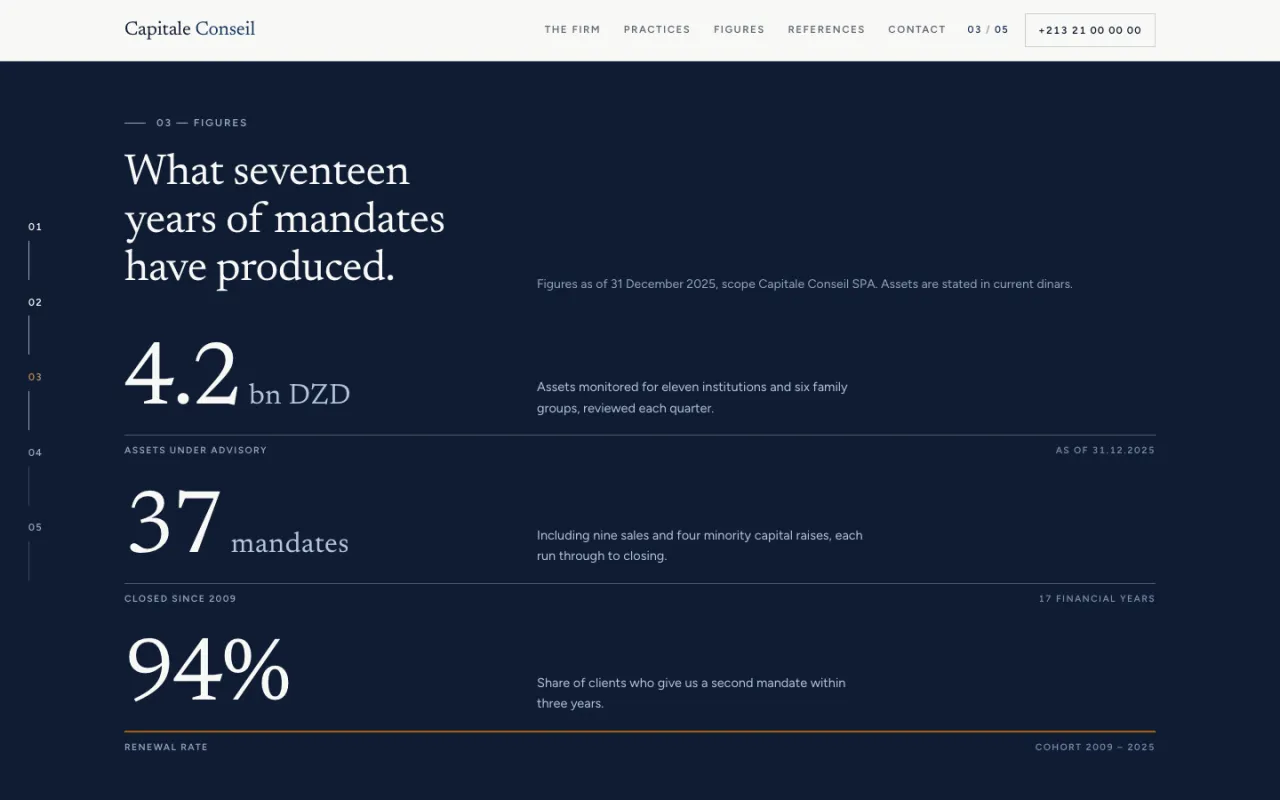 Capitale Conseil
THE FIRM
PRACTICES
FIGURES
REFERENCES
CONTACT
03 / 05
+213 21 00 00 00
03 — FIGURES
What seventeen
years of mandates
have produced.
Figures as of 31 December 2025, scope Capitale Conseil SPA. Assets are stated in current dinars.
01
02
03
04
05
4.2 bn DZD
Assets monitored for eleven institutions and six family
groups, reviewed each quarter.
ASSETS UNDER ADVISORY
AS OF 31.12.2025
37 mandates
Including nine sales and four minority capital raises, each
run through to closing.
CLOSED SINCE 2009
17 FINANCIAL YEARS
94%
Share of clients who give us a second mandate within
three years.
RENEWAL RATE
COHORT 2009 – 2025